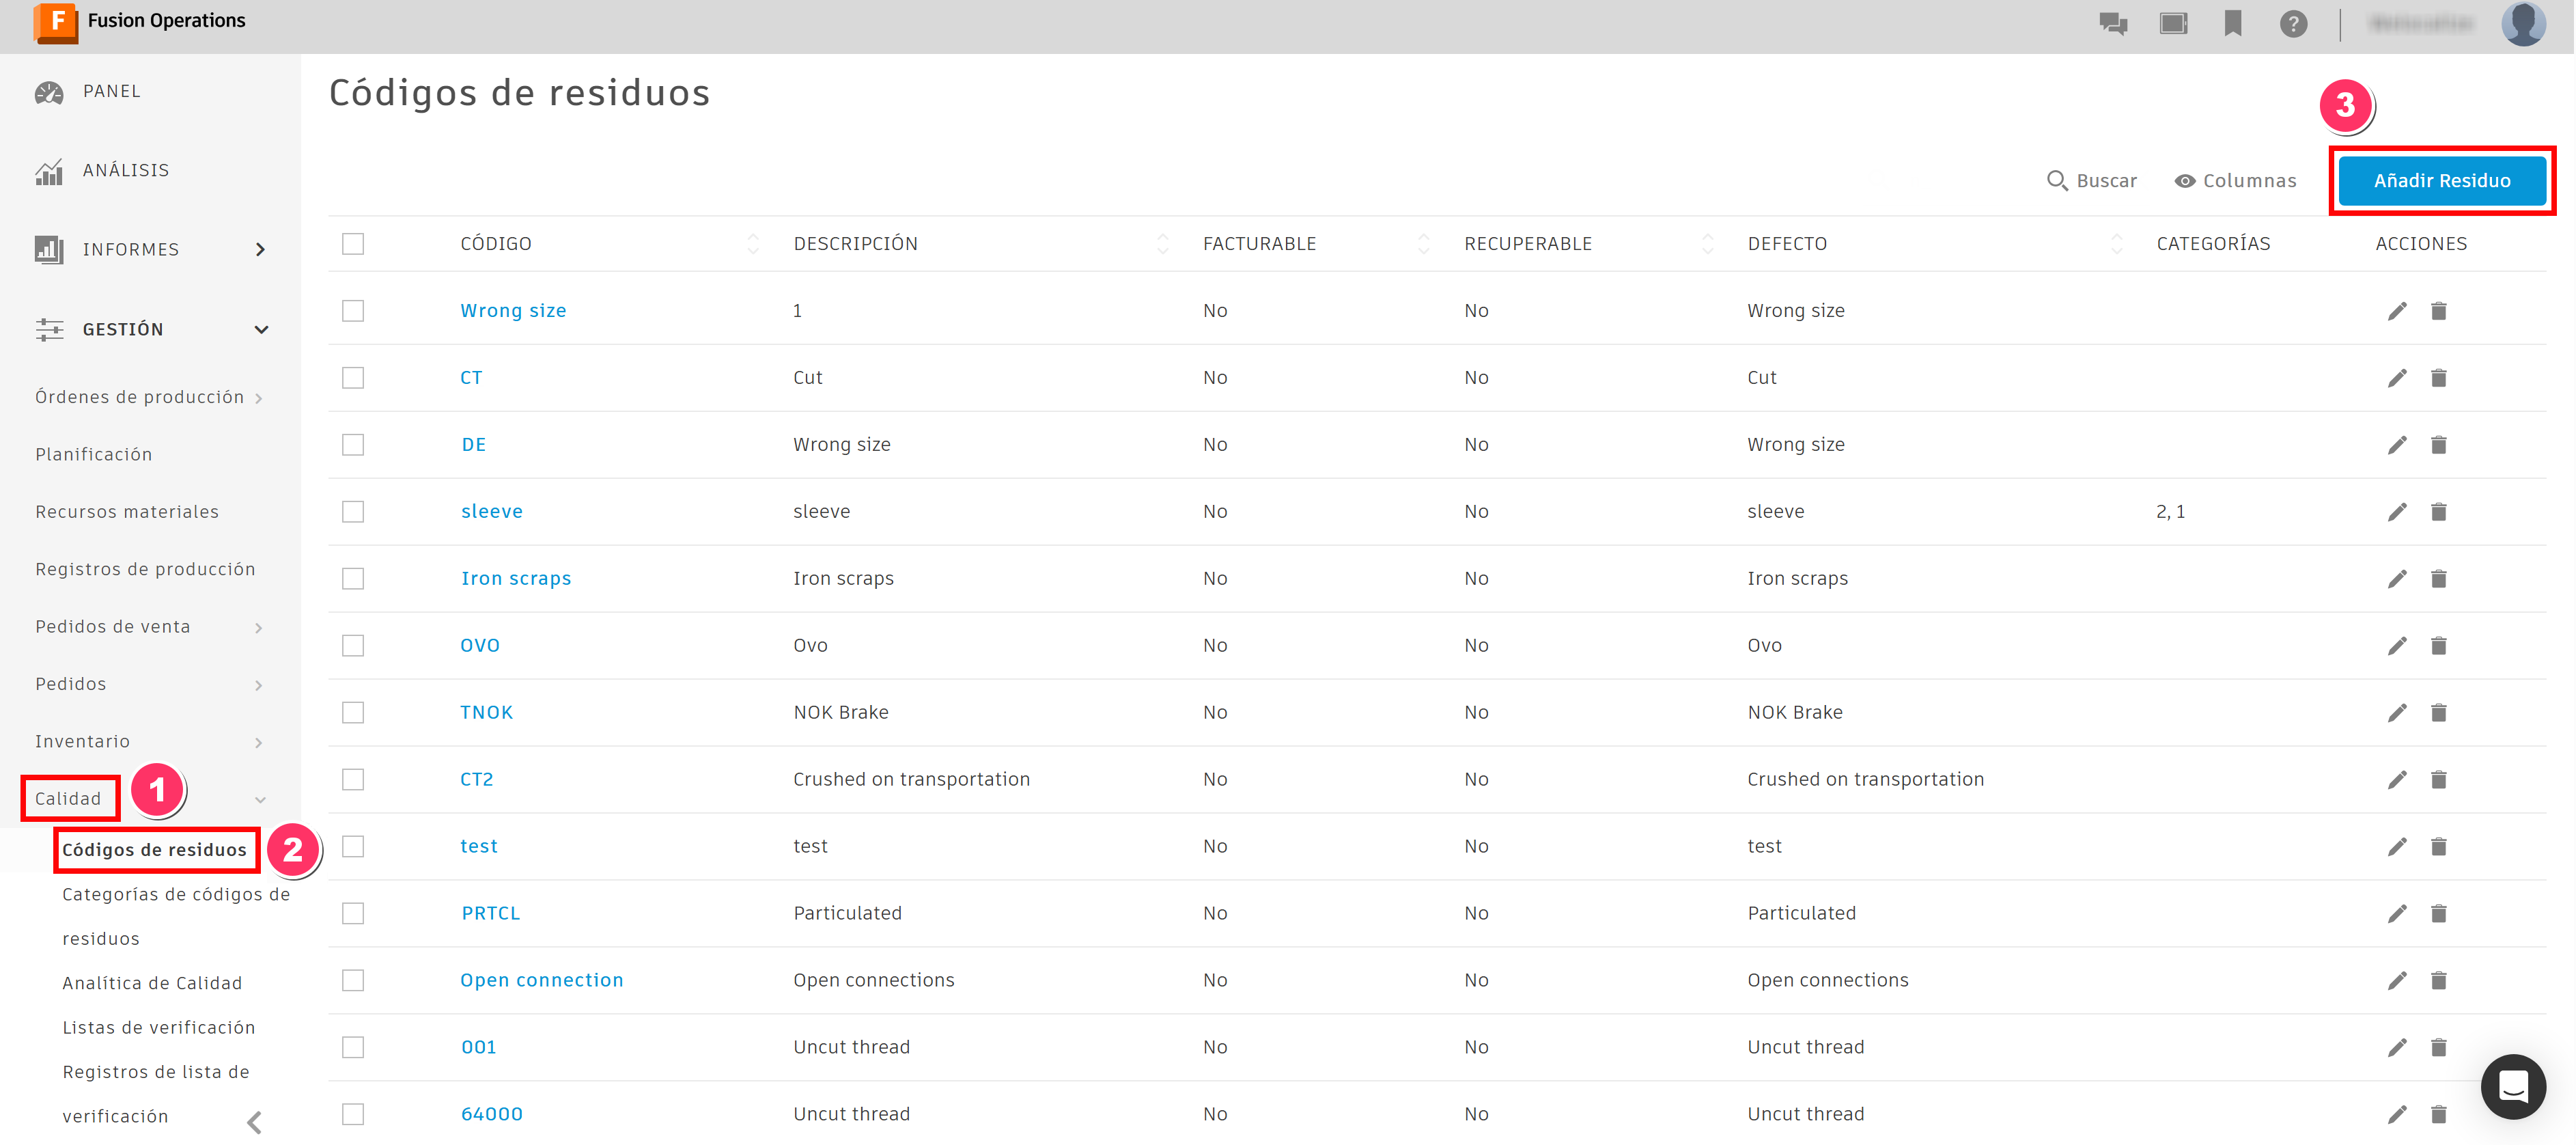 F Fusion Operations
?
PANEL
ANÁLISIS
INFORMES
GESTIÓN
Órdenes de producción
Planificación
Recursos materiales
Registros de producción
Pedidos de venta
Pedidos
Inventario
Calidad 1
Códigos de residuos 2
Categorías de códigos de
residuos
Analítica de Calidad
Listas de verificación
Registros de lista de
verificación
Códigos de residuos
3
Buscar Columnas Añadir Residuo
CÓDIGO DESCRIPCIÓN FACTURABLE RECUPERABLE DEFECTO CATEGORÍAS ACCIONES
Wrong size 1 No No Wrong size
CT Cut No No Cut
DE Wrong size No No Wrong size
sleeve sleeve No No sleeve 2, 1
Iron scraps Iron scraps No No Iron scraps
OVO Ovo No No Ovo
TNOK NOK Brake No No NOK Brake
CT2 Crushed on transportation No No Crushed on transportation
test test No No test
PRTCL Particulated No No Particulated
Open connection Open connections No No Open connections
001 Uncut thread No No Uncut thread
64000 Uncut thread No No Uncut thread